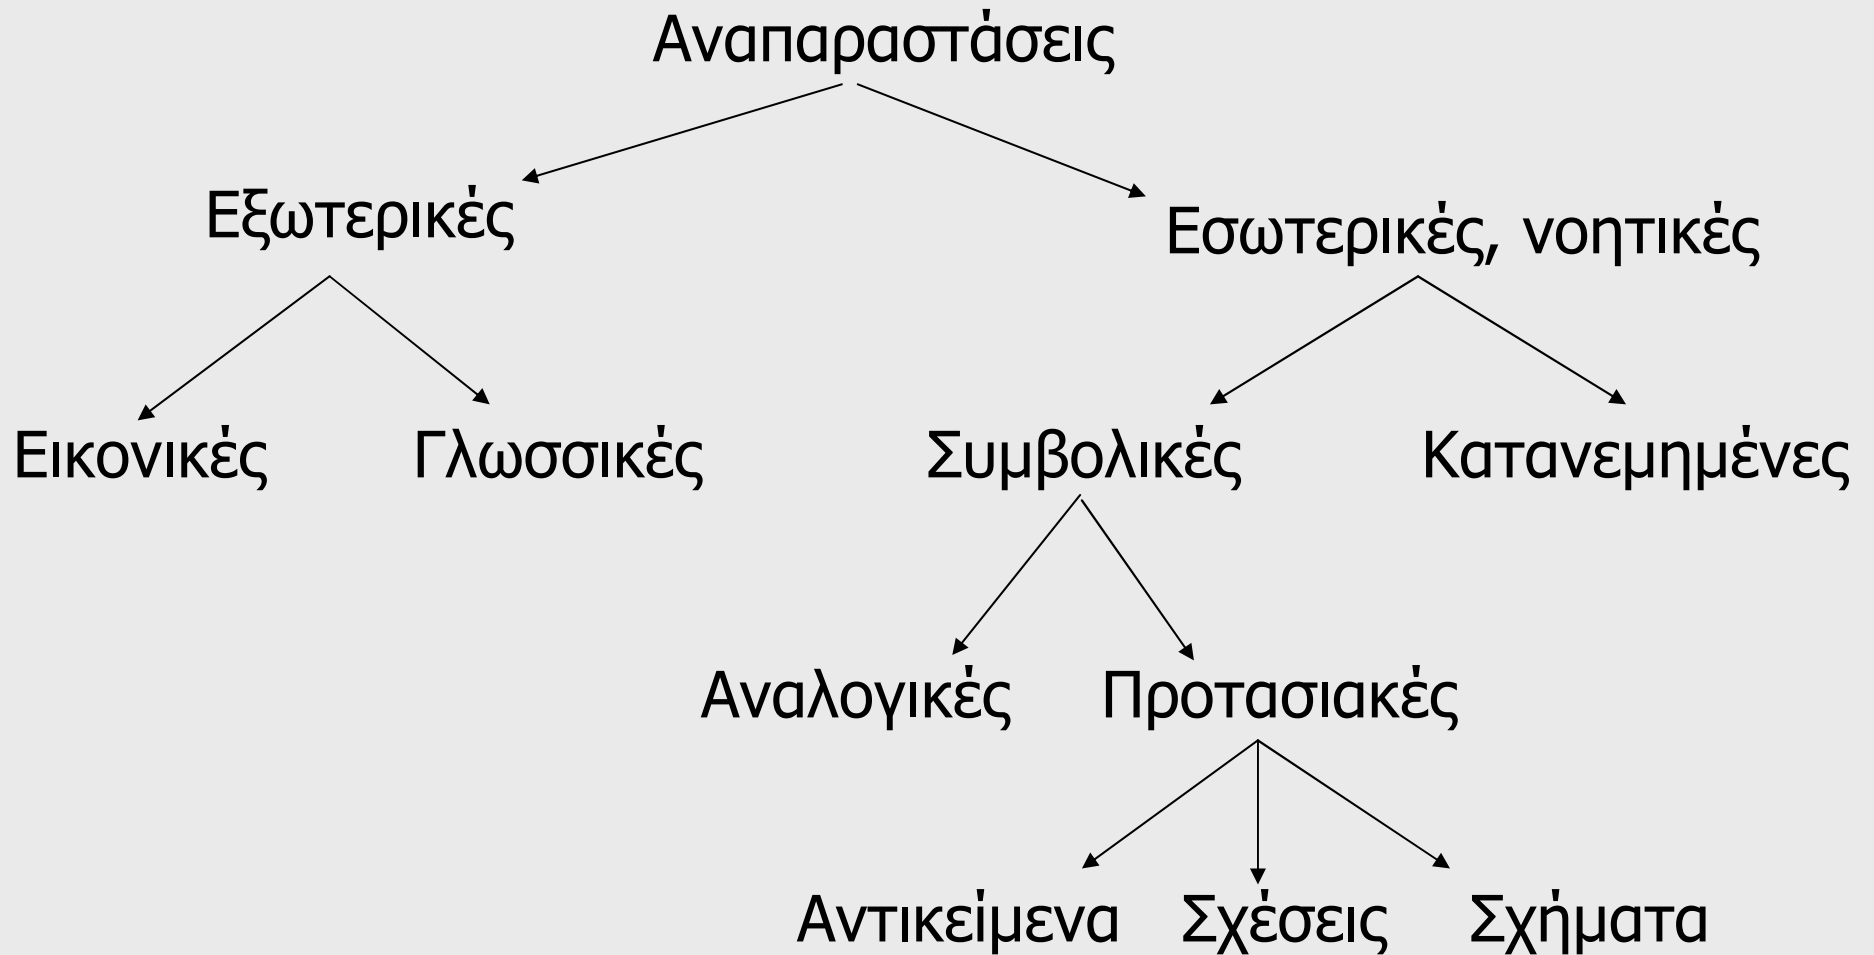 Αναπαραστάσεις
Εξωτερικές
Εσωτερικές, νοητικές
Εικονικές
Γλωσσικές
Συμβολικές
Κατανεμημένες
Αναλογικές
Προτασιακές
Αντικείμενα
Σχέσεις
Σχήματα